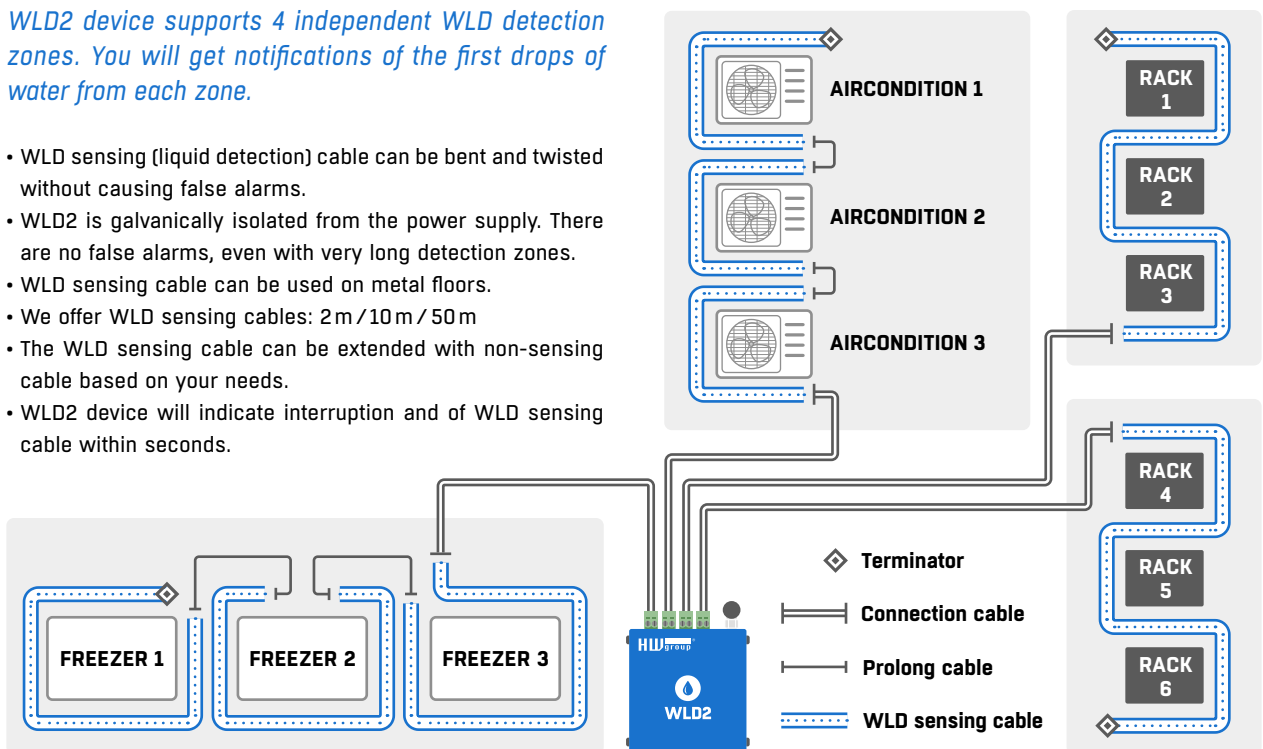 WLD2 device supports 4 independent WLD detection
zones. You will get notifications of the first drops of
water from each zone.
• WLD sensing (liquid detection) cable can be bent and twisted
without causing false alarms.
• WLD2 is galvanically isolated from the power supply. There
are no false alarms, even with very long detection zones.
• WLD sensing cable can be used on metal floors.
• We offer WLD sensing cables: 2 m / 10 m / 50 m
• The WLD sensing cable can be extended with non-sensing
cable based on your needs.
• WLD2 device will indicate interruption and of WLD sensing
cable within seconds.
AIRCONDITION 1
AIRCONDITION 2
AIRCONDITION 3
RACK
1
RACK
2
RACK
3
RACK
4
RACK
5
RACK
6
FREEZER 1
FREEZER 2
FREEZER 3
HW group
WLD2
Terminator
Connection cable
Prolong cable
WLD sensing cable